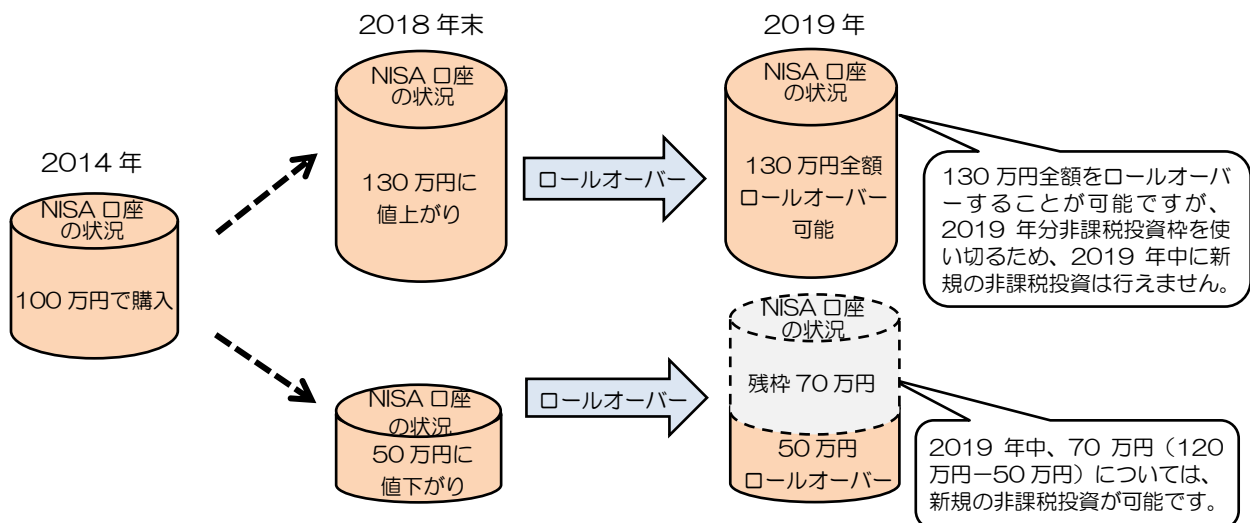 2014 年
NISA 口座
の状況
100 万円で購入
2018 年末
NISA 口座
の状況
130 万円に
値上がり
ロールオーバー
2019 年
NISA 口座
の状況
130 万円全額
ロールオーバー
可能
130 万円全額をロールオーバ
ーすることが可能ですが、
2019 年分非課税投資枠を使
い切るため、2019 年中に新
規の非課税投資は行えません。
NISA 口座
の状況
50 万円に
値下がり
ロールオーバー
NISA 口座
の状況
残枠 70 万円
50 万円
ロールオーバー
2019 年中、70 万円（120
万円－50 万円）については、
新規の非課税投資が可能です。